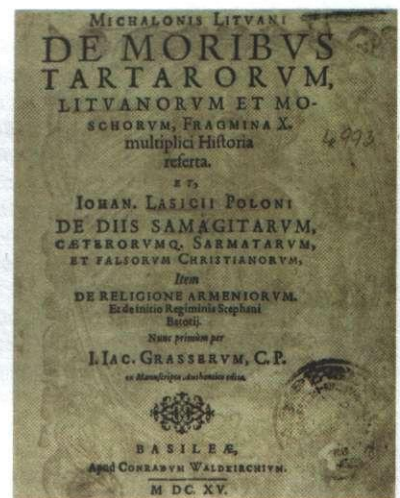 MICHALONIS LITVANI
DE MORIBVS
TARTARORVM,
LITVANORVM ET MO-
SCHORVM, FRAGMINA X.
multiplici Historia
referta.
ET,
IOHAN. LASICII POLONI
DE DIIS SAMAGITARVM,
CÆTERORVMQ. SARMATARVM,
ET FALSORVM CHRISTIANORVM,
Item
DE RELIGIONE ARMENIORVM.
Et de initio Regiminis Stephani
Batorij.
Nunc primùm per
I. IAC. GRASSERVM, C. P.
ex Manuscripto authentico edita.
BASILEÆ,
Apud CONRADVM WALDKIRCHIVM.
M DC. XV.
4993